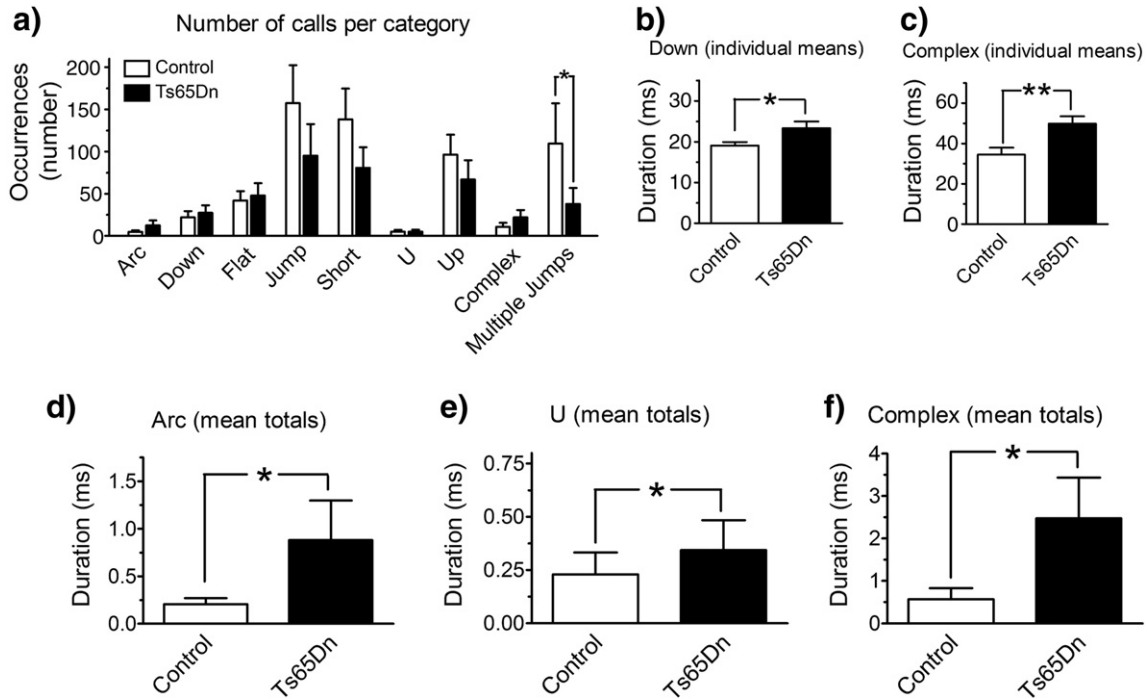 a)
Number of calls per category
Control
Ts65Dn
Occurrences
(number)
200
150
100
50
0
Arc
Down
Flat
Jump
Short
U
Up
Complex
Multiple Jumps
*
b)
Down (individual means)
Duration (ms)
30
20
10
0
*
Control
Ts65Dn
c)
Complex (individual means)
Duration (ms)
60
40
20
0
**
Control
Ts65Dn
d)
Arc (mean totals)
Duration (ms)
1.5
1.0
0.5
0.0
*
Control
Ts65Dn
e)
U (mean totals)
Duration (ms)
0.75
0.50
0.25
0.00
*
Control
Ts65Dn
f)
Complex (mean totals)
Duration (ms)
4
3
2
1
0
*
Control
Ts65Dn